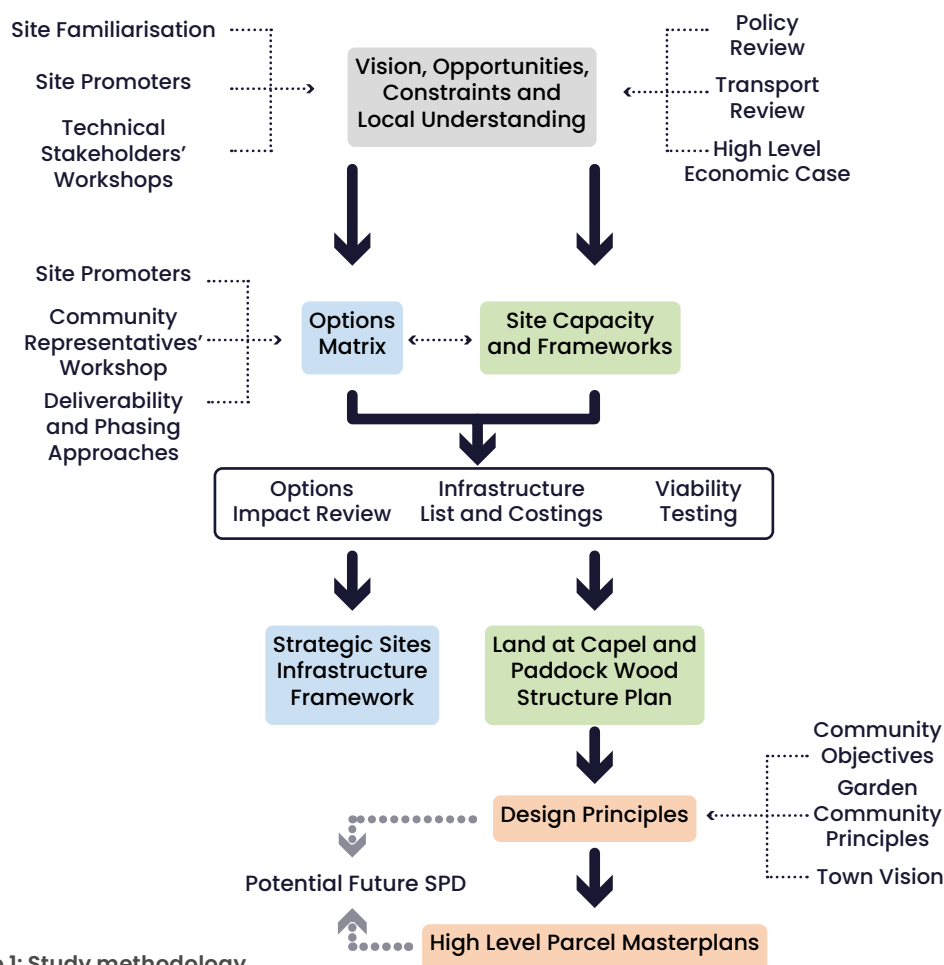 Site Familiarisation
Site Promoters
Technical
Stakeholders’
Workshops
Vision, Opportunities,
Constraints and
Local Understanding
Policy
Review
Transport
Review
High Level
Economic Case
Site Promoters
Community
Representatives’
Workshop
Deliverability
and Phasing
Approaches
Options
Matrix
Site Capacity
and Frameworks
Options
Impact Review
Infrastructure
List and Costings
Viability
Testing
Strategic Sites
Infrastructure
Framework
Land at Capel and
Paddock Wood
Structure Plan
Community
Objectives
Garden
Community
Principles
Town Vision
Design Principles
Potential Future SPD
High Level Parcel Masterplans
1: Study methodology